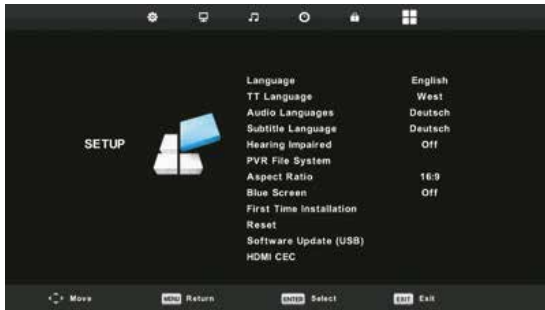 Language English
TT Language West
Audio Languages Deutsch
Subtitle Language Deutsch
SETUP Hearing Impaired Off
PVR File System
Aspect Ratio 16:9
Blue Screen Off
First Time Installation
Reset
Software Update (USB)
HDMI CEC
Move MENU Return ENTER Select EXIT Exit